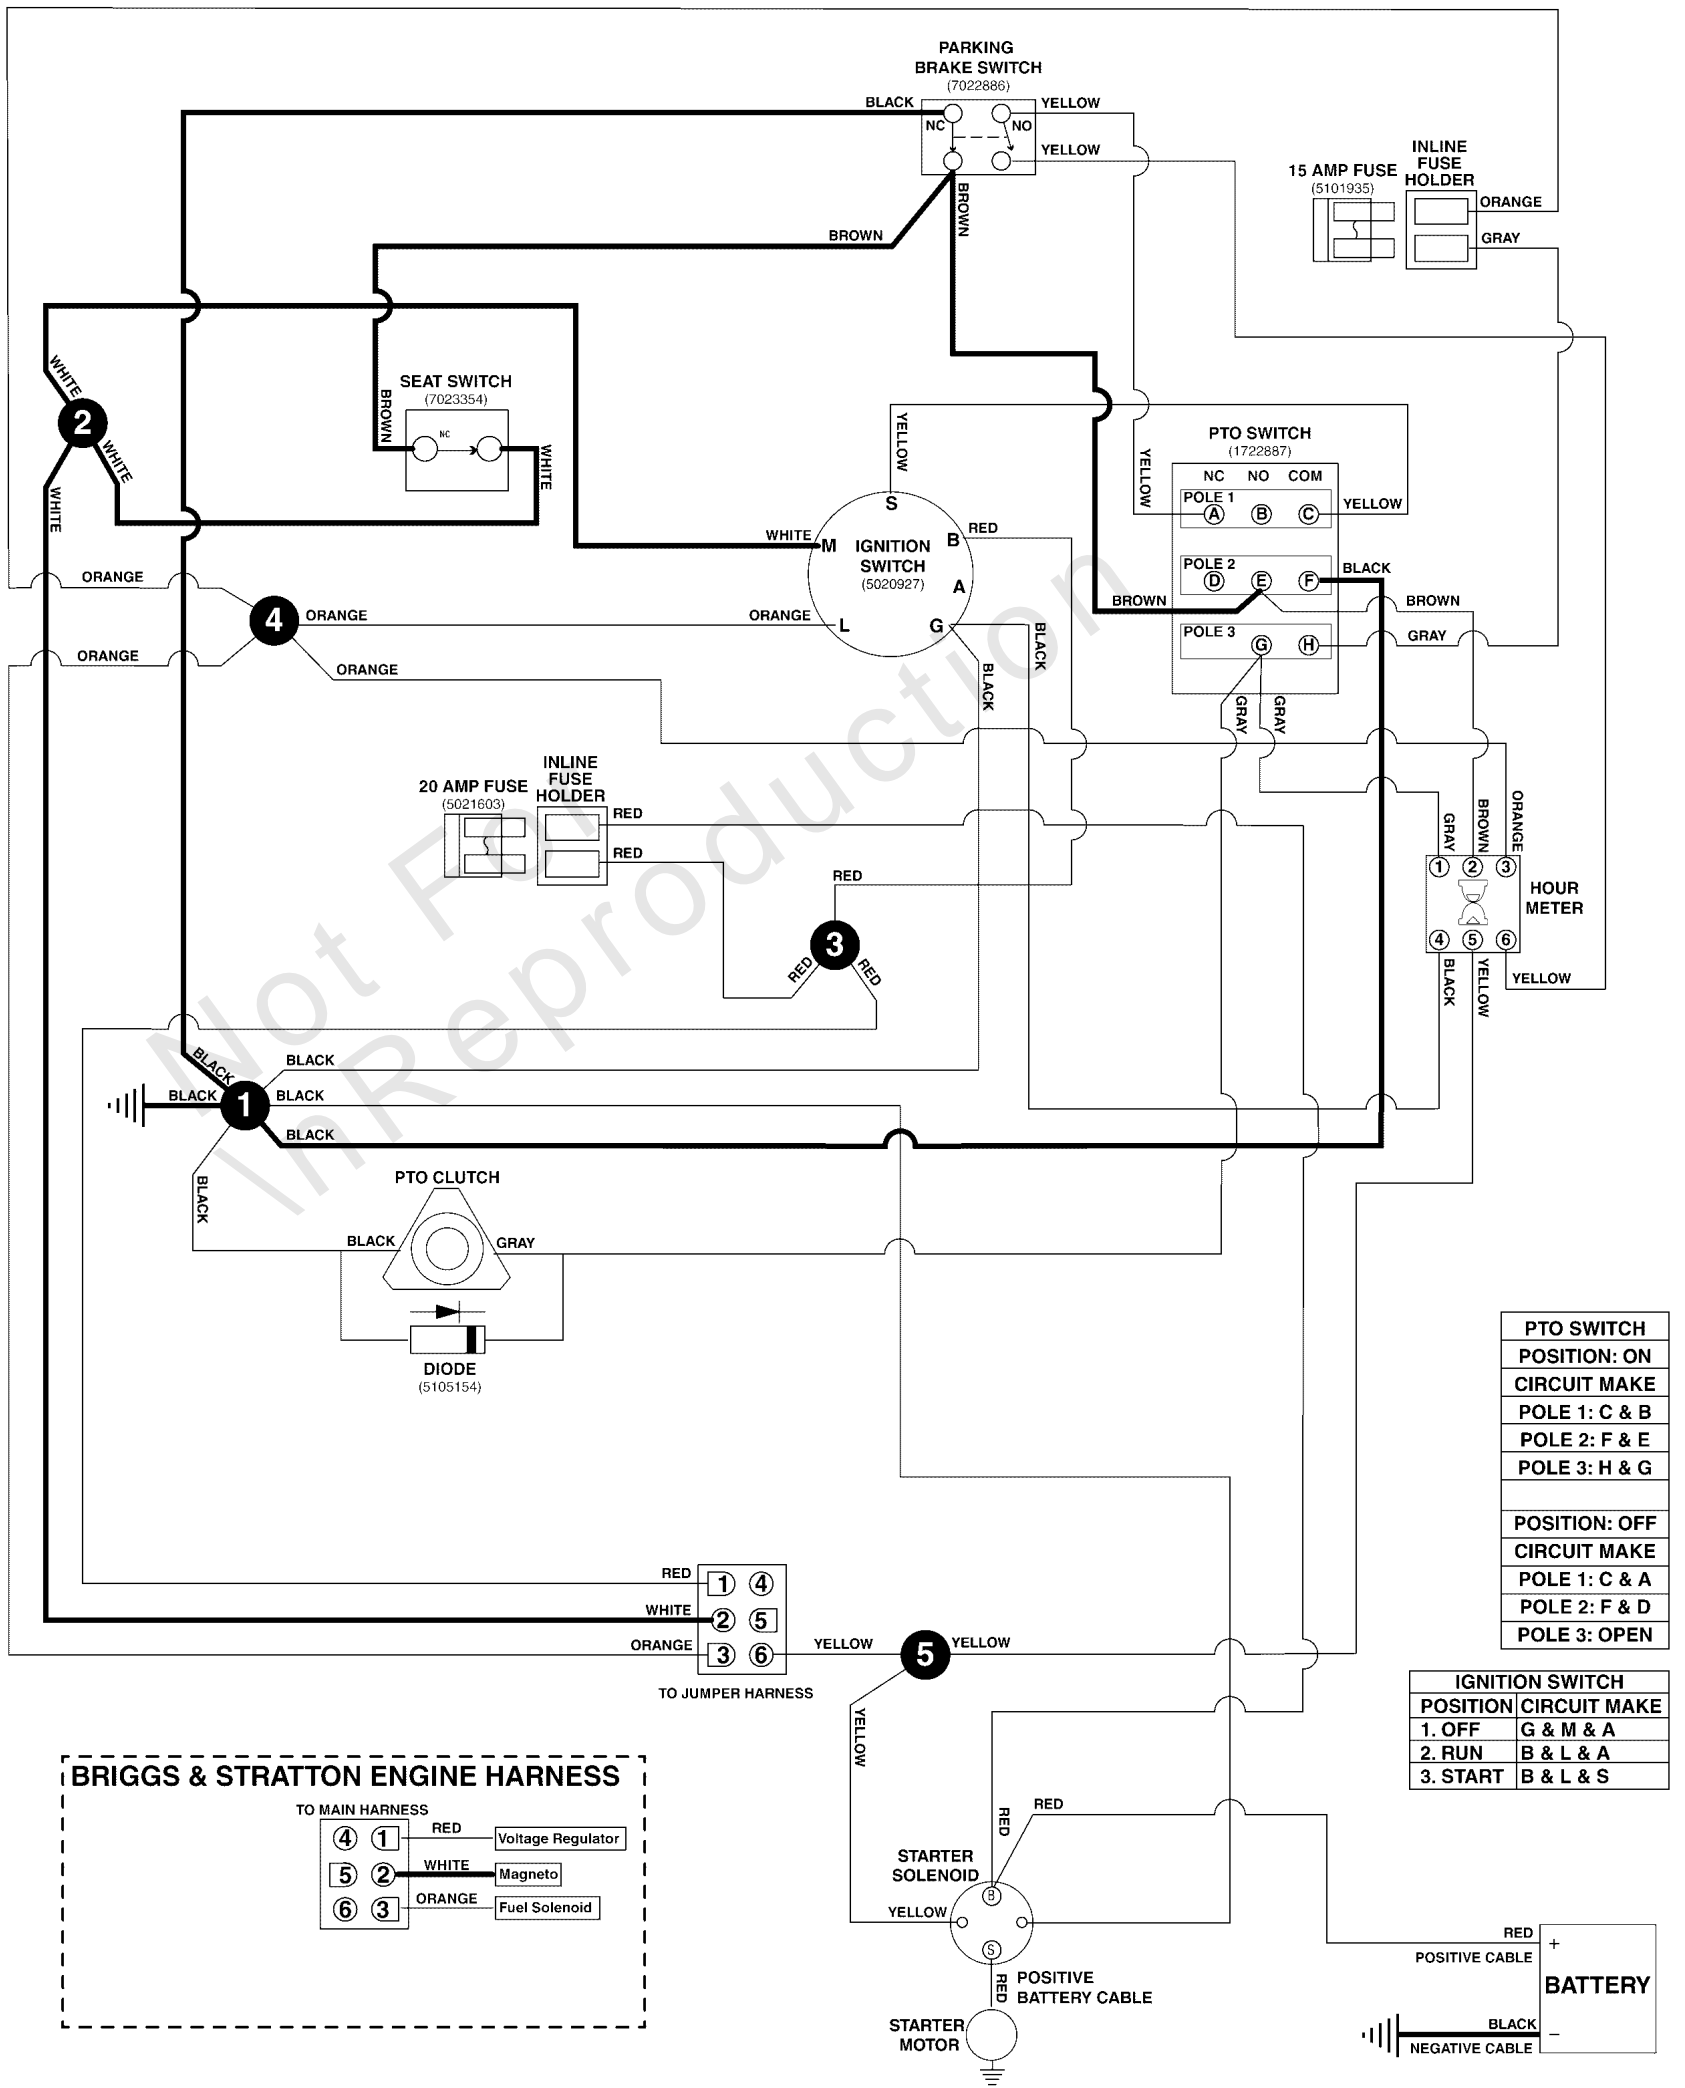 PARKING
BRAKE SWITCH
(7022886)
BLACK
YELLOW
NC
NO
YELLOW
BROWN
BROWN
15 AMP FUSE
(5101935)
INLINE
FUSE
HOLDER
ORANGE
GRAY
WHITE
2
WHITE
WHITE
SEAT SWITCH
(7023354)
BROWN
NC
WHITE
YELLOW
S
WHITE
M
IGNITION
SWITCH
(5020927)
B
RED
A
ORANGE
L
G
BLACK
BLACK
YELLOW
PTO SWITCH
(1722887)
NC NO COM
POLE 1
A B C
YELLOW
POLE 2
D E F
BLACK
BROWN
BROWN
POLE 3
G H
GRAY
GRAY
GRAY
ORANGE
4
ORANGE
ORANGE
ORANGE
20 AMP FUSE
(5021603)
INLINE
FUSE
HOLDER
RED
RED
RED
3
RED
RED
GRAY
BROWN
ORANGE
1 2 3
HOUR
METER
4 5 6
BLACK
YELLOW
YELLOW
Not For
\nReproduction
BLACK
BLACK
BLACK
1
BLACK
BLACK
BLACK
PTO CLUTCH
BLACK
GRAY
DIODE
(5105154)
PTO SWITCH
POSITION: ON
CIRCUIT MAKE
POLE 1: C & B
POLE 2: F & E
POLE 3: H & G
POSITION: OFF
CIRCUIT MAKE
POLE 1: C & A
POLE 2: F & D
POLE 3: OPEN
IGNITION SWITCH
POSITION CIRCUIT MAKE
1. OFF G & M & A
2. RUN B & L & A
3. START B & L & S
RED
1 4
WHITE
2 5
ORANGE
3 6
YELLOW
5
YELLOW
TO JUMPER HARNESS
YELLOW
BRIGGS & STRATTON ENGINE HARNESS
TO MAIN HARNESS
4 1
RED
Voltage Regulator
5 2
WHITE
Magneto
6 3
ORANGE
Fuel Solenoid
RED
RED
STARTER
SOLENOID
B
YELLOW
S
RED
POSITIVE
BATTERY CABLE
STARTER
MOTOR
RED
+
POSITIVE CABLE
BATTERY
BLACK
–
NEGATIVE CABLE